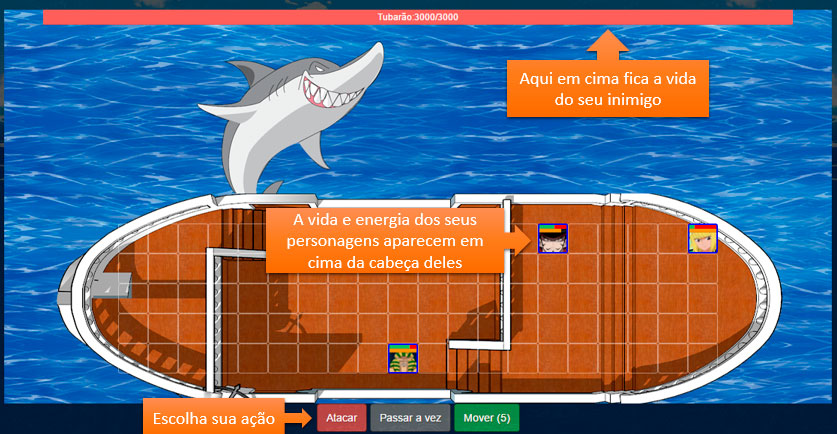 Tubarão:3000/3000
Aqui em cima fica a vida
do seu inimigo
A vida e energia dos seus
personagens aparecem em
cima da cabeça deles
Escolha sua ação
Atacar
Passar a vez
Mover (5)